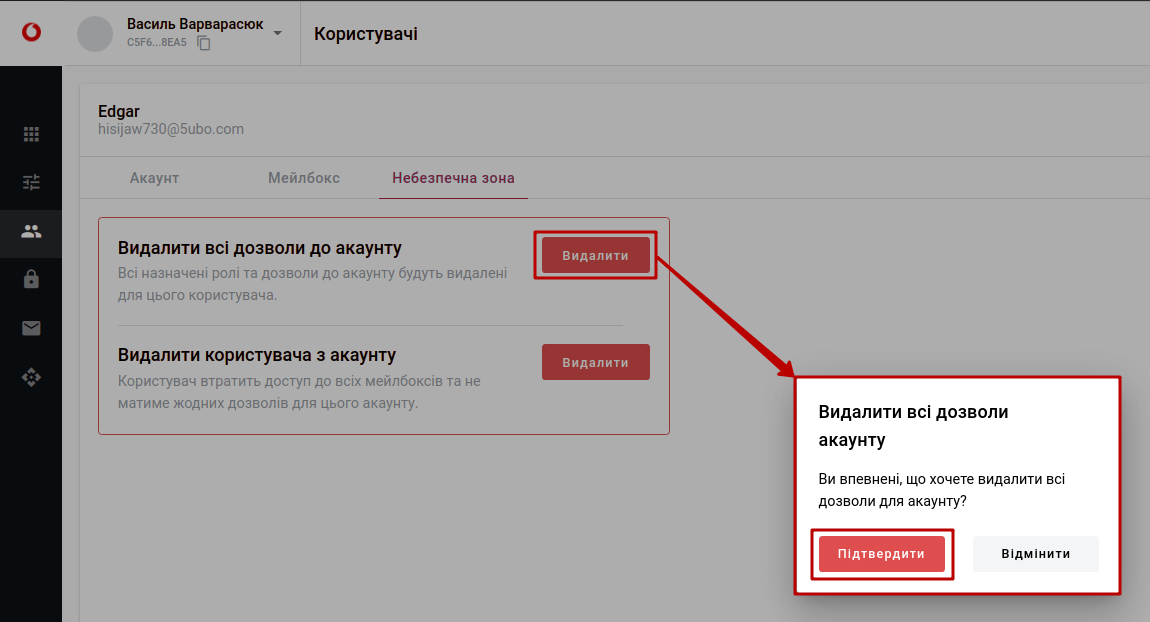 Василь Варварасюк
C5F6...8EA5
Користувачі
Edgar
hisijaw730@5ubo.com
Акаунт
Мейлбокс
Небезпечна зона
Видалити всі дозволи до акаунту
Видалити
Всі назначені ролі та дозволи до акаунту будуть видалені
для цього користувача.
Видалити користувача з акаунту
Видалити
Користувач втратить доступ до всіх мейлбоксів та не
матиме жодних дозволів для цього акаунту.
Видалити всі дозволи
акаунту
Ви впевнені, що хочете видалити всі
дозволи для акаунту?
Підтвердити
Відмінити